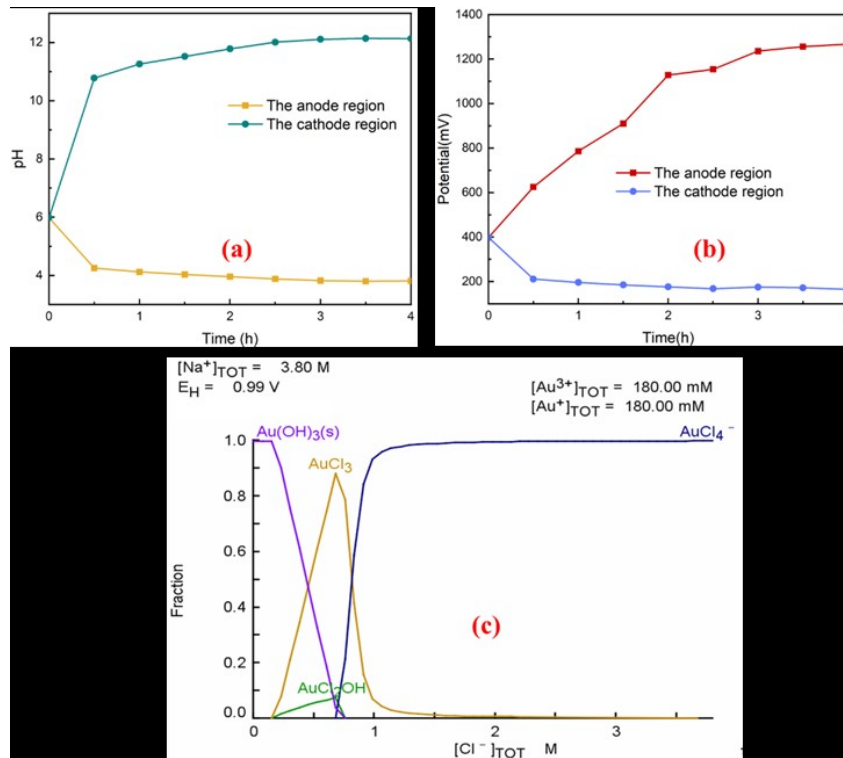 12
10
8
6
4
pH
The anode region
The cathode region
(a)
0 1 2 3 4
Time (h)
1400
1200
1000
800
600
400
200
Potential(mV)
The anode region
The cathode region
(b)
0 1 2 3
Time(h)
[Na⁺]TOT = 3.80 M
EH = 0.99 V
[Au³⁺]TOT = 180.00 mM
[Au⁺]TOT = 180.00 mM
Au(OH)₃(s)
AuCl₃
AuCl₄⁻
1.0
0.8
0.6
0.4
0.2
0.0
Fraction
(c)
0 1 2 3
[Cl⁻]TOT M